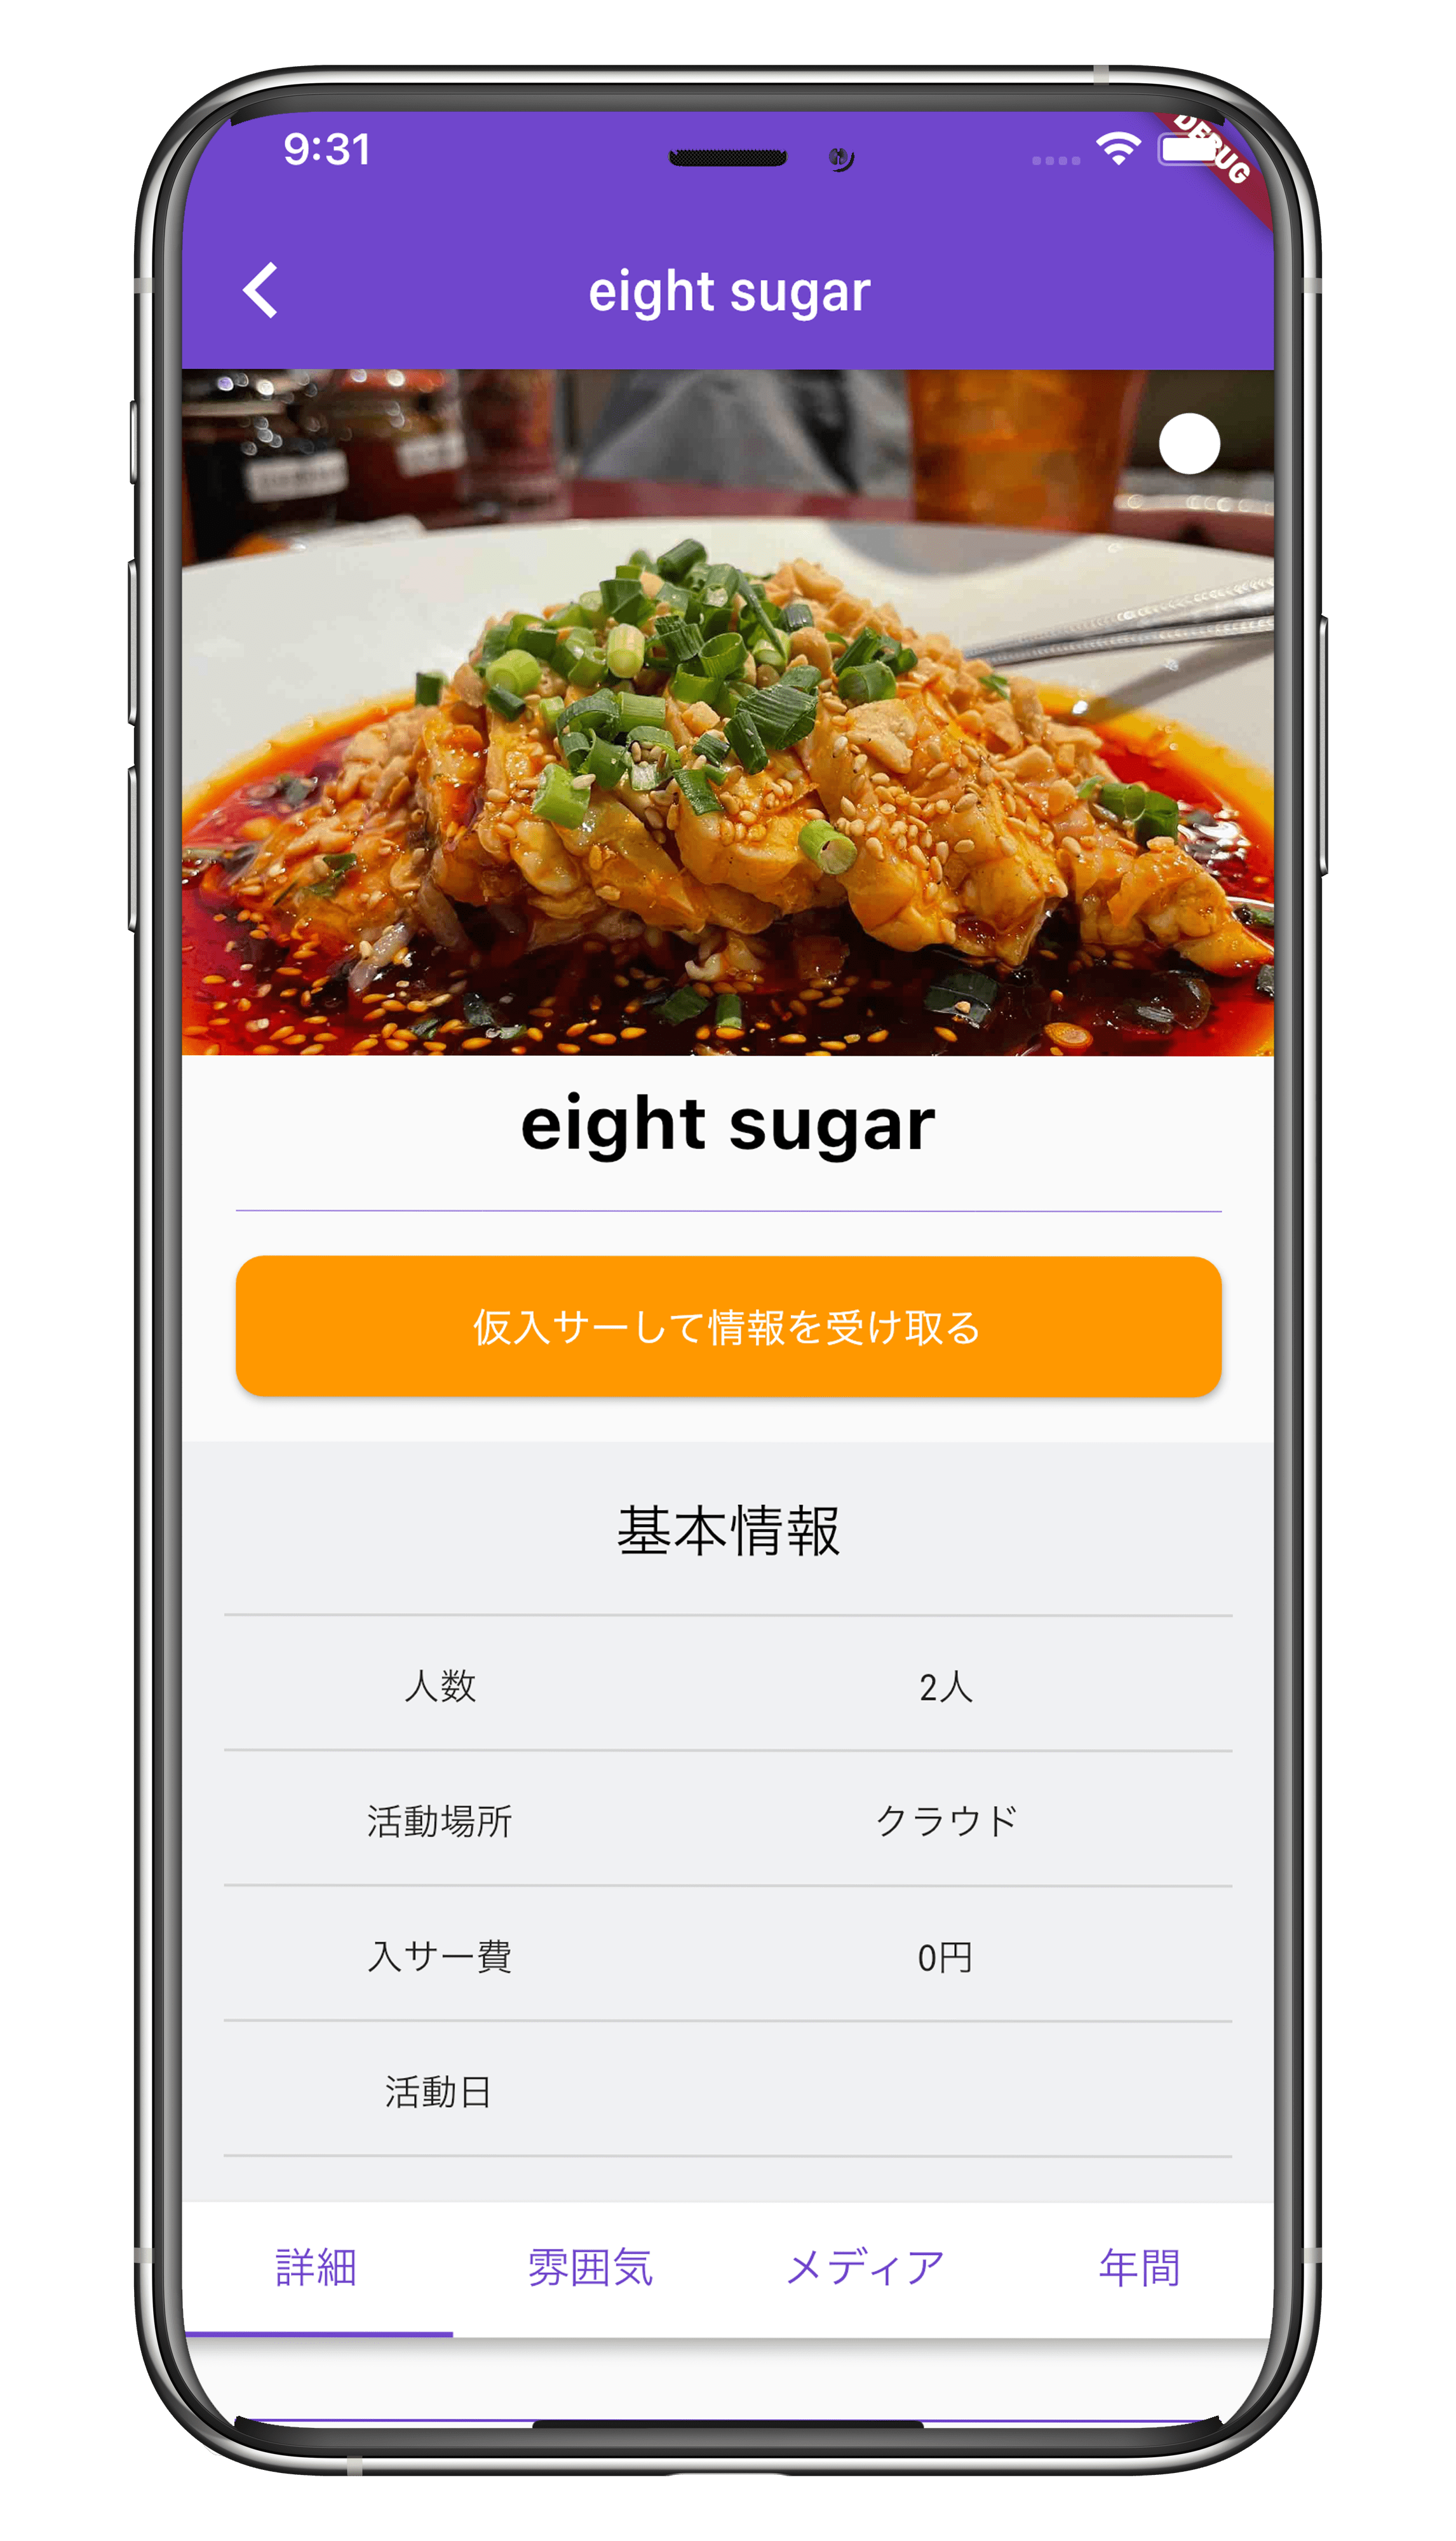 9:31
DEBUG
eight sugar
eight sugar
仮入サーして情報を受け取る
基本情報
人数 2人
活動場所 クラウド
入サー費 0円
活動日
詳細 雰囲気 メディア 年間